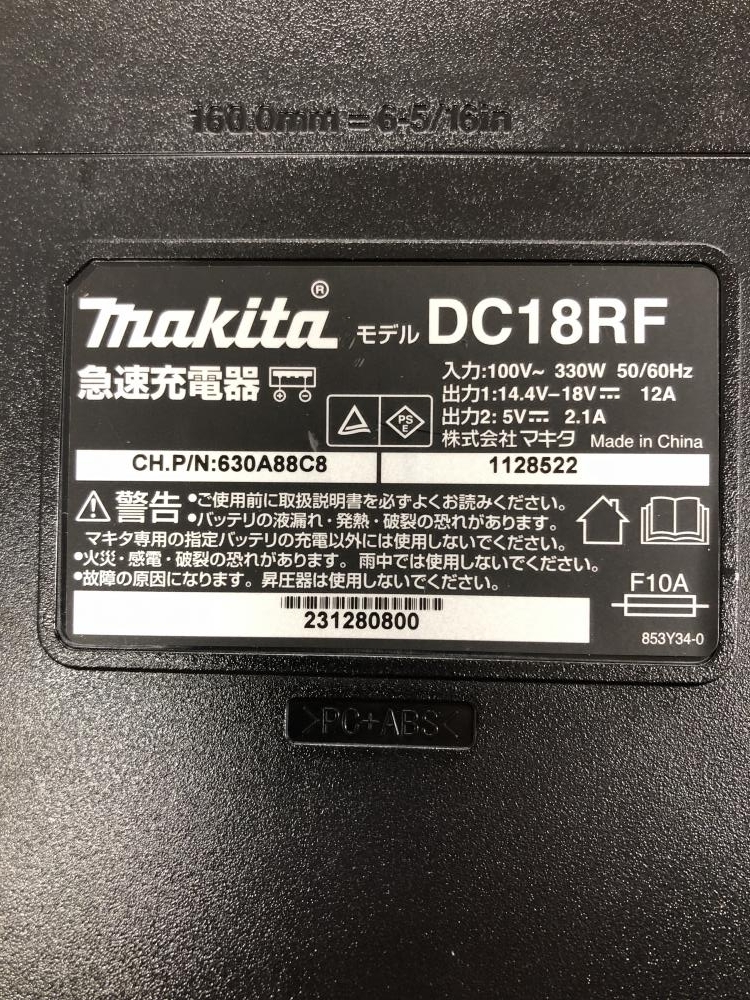 160.0mm = 6-5/16in
makita® モデル DC18RF
急速充電器
入力:100V~ 330W 50/60Hz
出力1:14.4V-18V⎓ 12A
出力2: 5V⎓ 2.1A
PS
E
株式会社マキタ Made in China
CH.P/N:630A88C8 1128522
警告 •ご使用前に取扱説明書を必ずよくお読みください。
•バッテリの液漏れ・発熱・破裂の恐れがあります。
マキタ専用の指定バッテリの充電以外には使用しないでください。
•火災・感電・破裂の恐れがあります。雨中では使用しないでください。
•故障の原因になります。昇圧器は使用しないでください。
F10A
231280800
853Y34-0
>PC+ABS<